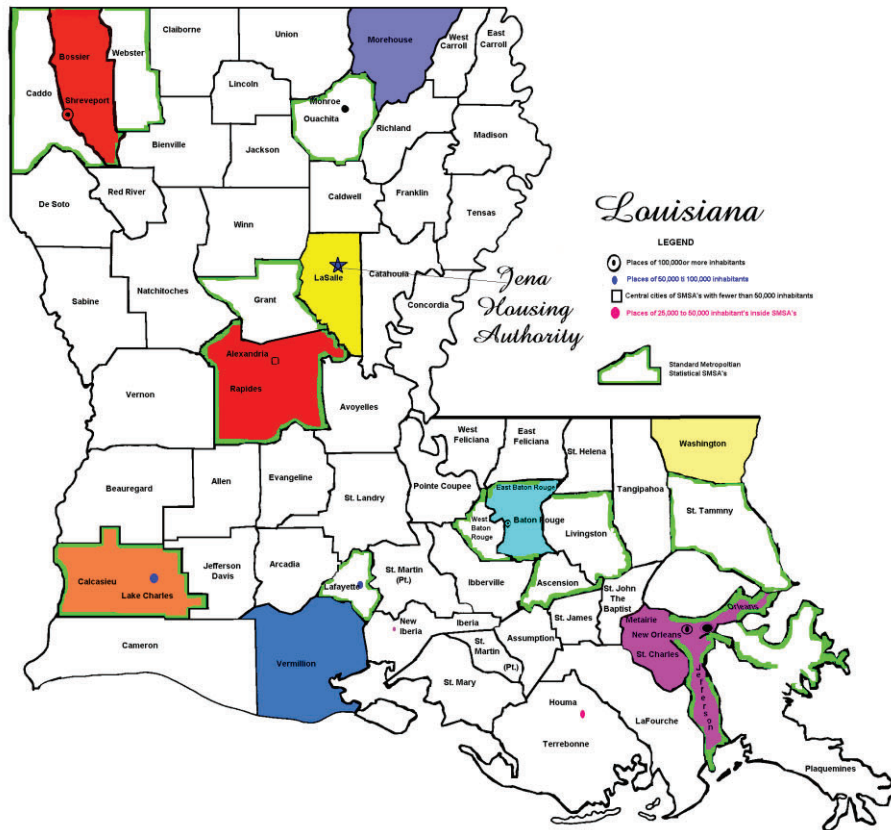 Claiborne
Union
Morehouse
West
Carroll
East
Carroll
Bossier
Webster
Caddo
Shreveport
Lincoln
Monroe
Ouachita
Richland
Madison
Bienville
Jackson
De Soto
Red River
Caldwell
Franklin
Tensas
Winn
Louisiana
LEGEND
Places of 100,000or more inhabitants
Places of 50,000 ti 100,000 inhabitants
Central cities of SMSA's with fewer than 50,000 inhabitants
Places of 25,000 to 50,000 inhabitant's inside SMSA's
Standard Metropoltian
Statistical SMSA's
Sabine
Natchitoches
Grant
LaSalle
Catahoula
Concordia
Jena
Housing
Authority
Alexandria
Rapides
Vernon
Avoyelles
West
Feliciana
East
Feliciana
St. Helena
Washington
Beauregard
Allen
Evangeline
St. Landry
Pointe Coupee
East Baton Rouge
West
Baton
Rouge
Baton Rouge
Livingston
Tangipahoa
St. Tammny
Calcasieu
Lake Charles
Jefferson
Davis
Arcadia
Lafayette
St. Martin
(Pt.)
Ibberville
Ascension
St. John
The
Baptist
Cameron
Vermillion
New
Iberia
Iberia
St.
Martin
(Pt.)
Assumption
St. James
Metairie
Orleans
New Orleans
St. Charles
Jefferson
St. Mary
Houma
Terrebonne
LaFourche
Plaquemines